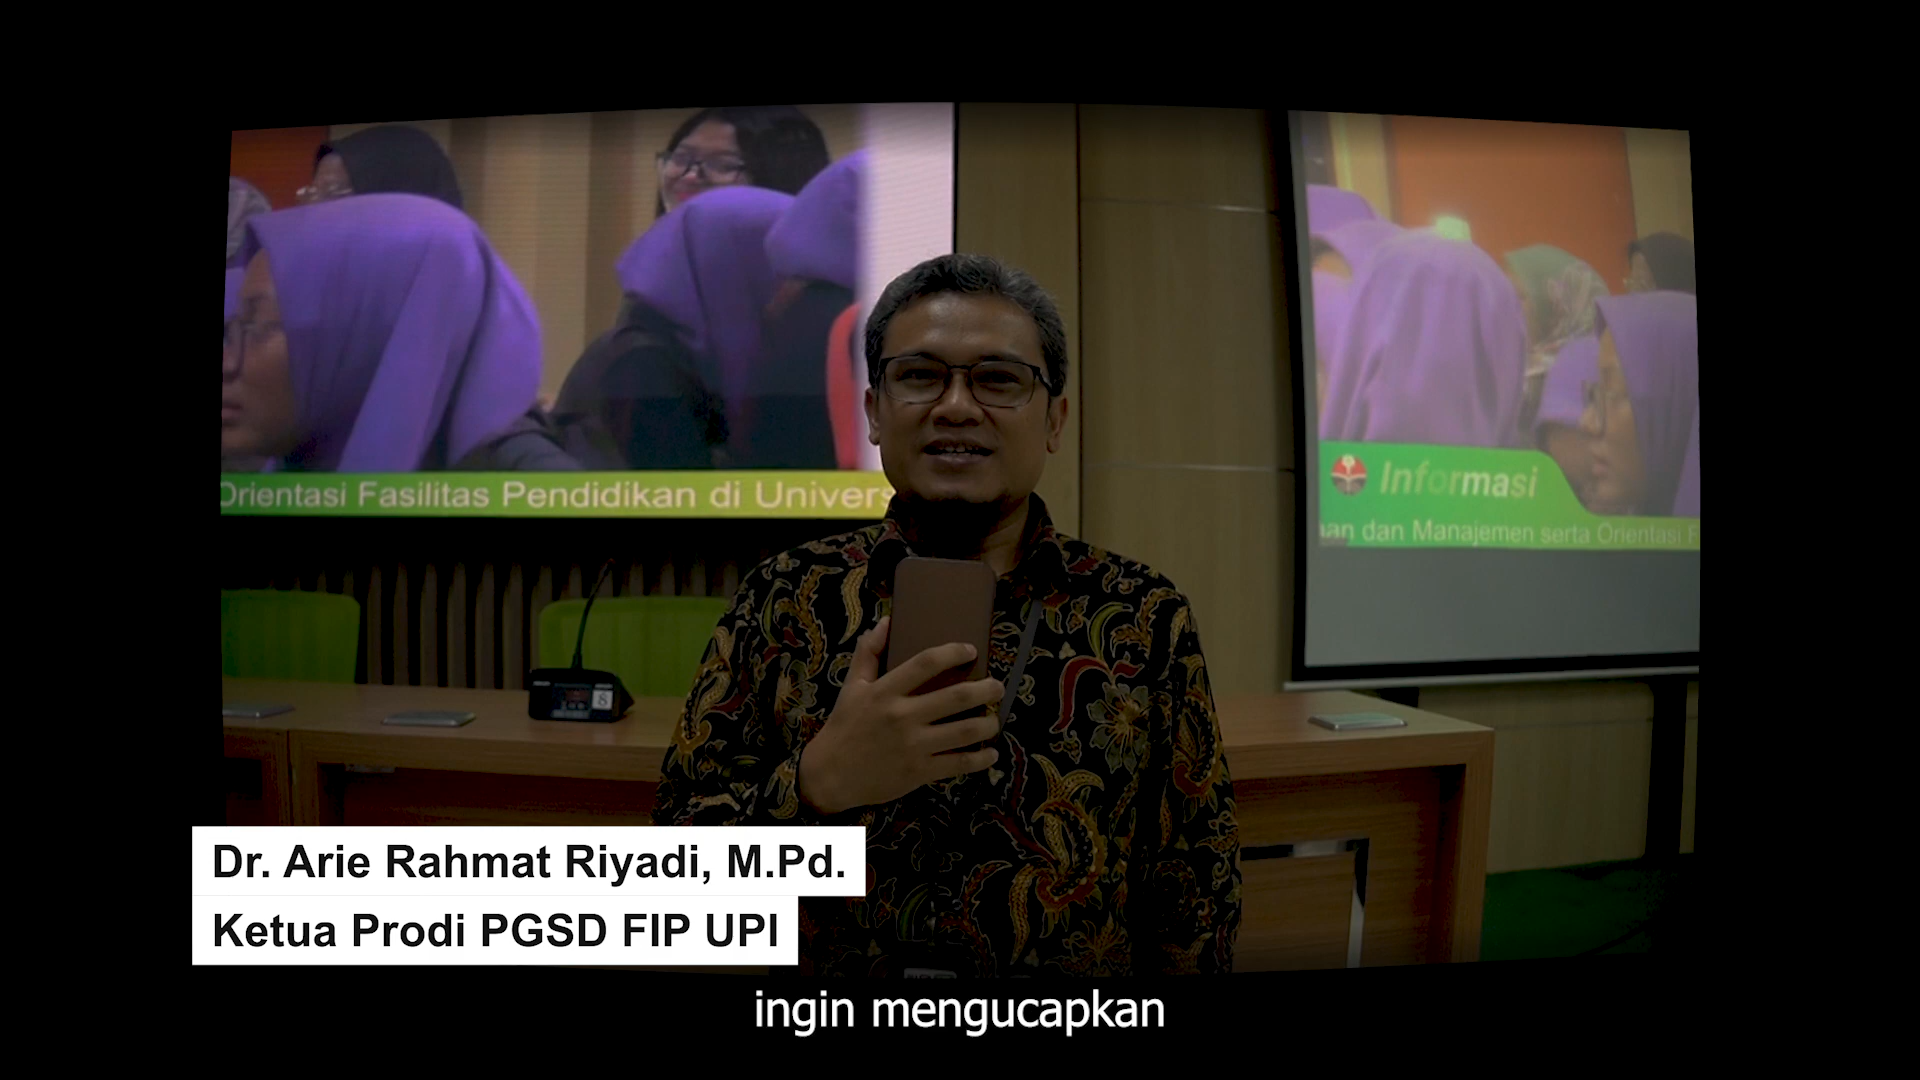 Orientasi Fasilitas Pendidikan di Univers
Informasi
an dan Manajemen serta Orientasi F
8
Dr. Arie Rahmat Riyadi, M.Pd.
Ketua Prodi PGSD FIP UPI
ingin mengucapkan